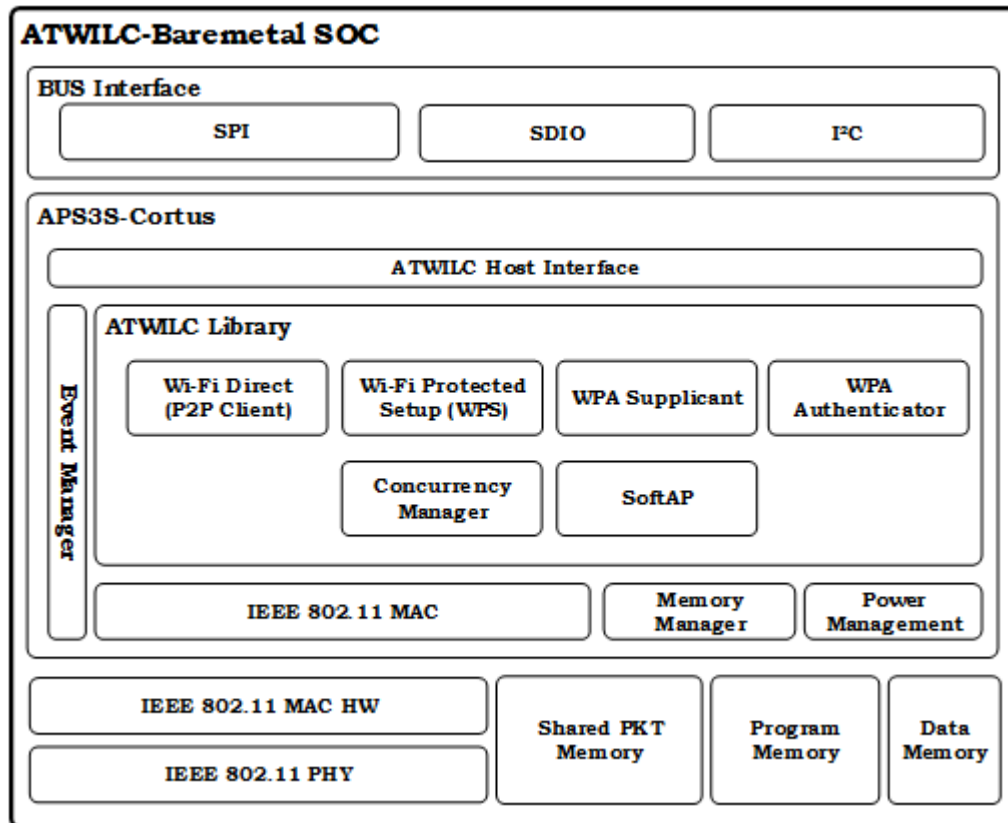 ATWILC-Baremetal SOC
BUS Interface
SPI
SDIO
I²C
APS3S-Cortus
ATWILC Host Interface
Event Manager
ATWILC Library
Wi-Fi Direct
(P2P Client)
Wi-Fi Protected
Setup (WPS)
WPA Supplicant
WPA
Authenticator
Concurrency
Manager
SoftAP
IEEE 802.11 MAC
Memory
Manager
Power
Management
IEEE 802.11 MAC HW
IEEE 802.11 PHY
Shared PKT
Memory
Program
Memory
Data
Memory